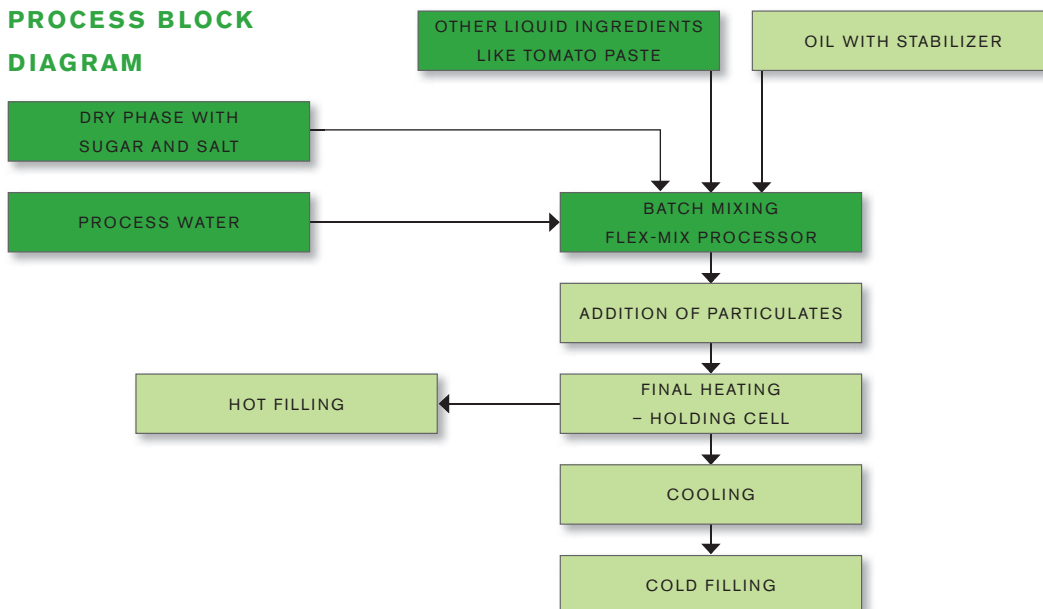 PROCESS BLOCK
DIAGRAM
OTHER LIQUID INGREDIENTS
LIKE TOMATO PASTE
OIL WITH STABILIZER
DRY PHASE WITH
SUGAR AND SALT
PROCESS WATER
BATCH MIXING
FLEX-MIX PROCESSOR
ADDITION OF PARTICULATES
HOT FILLING
FINAL HEATING
– HOLDING CELL
COOLING
COLD FILLING